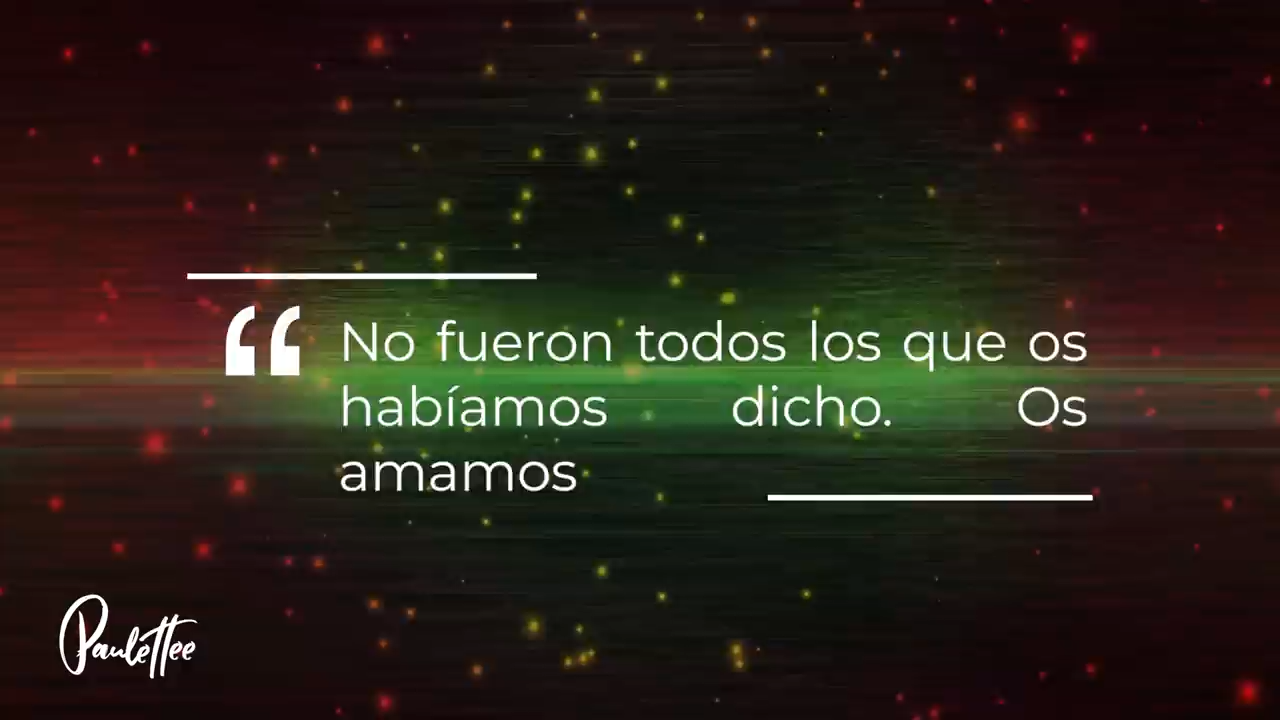 “ No fueron todos los que os
habíamos dicho. Os
amamos
Paulettee